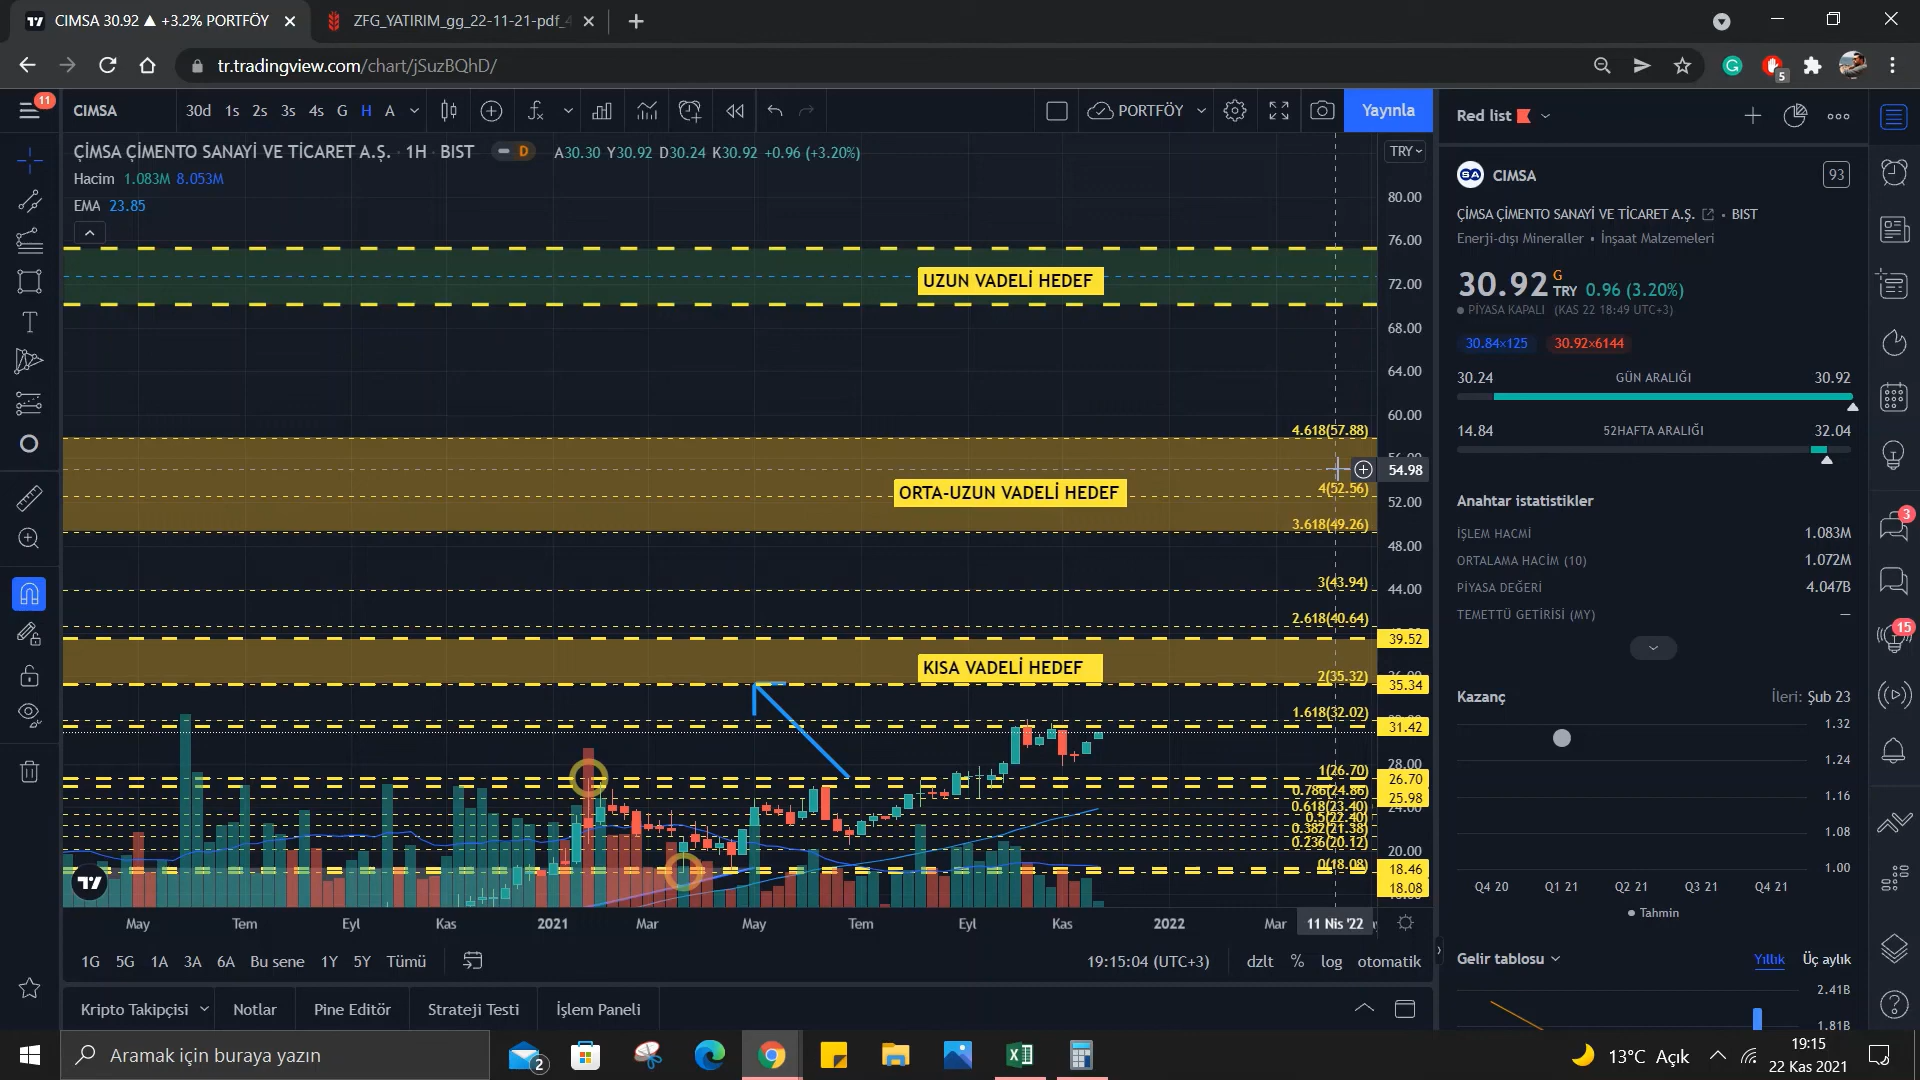 CIMSA 30.92 ▲ +3.2% PORTFÖY
ZFG_YATIRIM_gg_22-11-21-pdf_4
tr.tradingview.com/chart/jSuzBQhD/
5
11
CIMSA
30d 1s 2s 3s 4s G H A
PORTFÖY
Yayınla
ÇİMSA ÇİMENTO SANAYİ VE TİCARET A.Ş. · 1H · BIST
D
A30.30 Y30.92 D30.24 K30.92 +0.96 (+3.20%)
TRY
Hacim 1.083M 8.053M
EMA 23.85
UZUN VADELİ HEDEF
ORTA-UZUN VADELİ HEDEF
KISA VADELİ HEDEF
4.618(57.88)
4(52.56)
3.618(49.26)
3(43.94)
2.618(40.64)
2(35.32)
1.618(32.02)
1(26.70)
0.786(24.86)
0.618(23.40)
0.5(22.40)
0.382(21.38)
0.236(20.12)
0(18.08)
80.00
76.00
72.00
68.00
64.00
60.00
54.98
52.00
48.00
44.00
39.52
35.34
31.42
28.00
26.70
25.98
24.00
20.00
18.46
18.08
May Tem Eyl Kas 2021 Mar May Tem Eyl Kas 2022 Mar 11 Nis '22
1G 5G 1A 3A 6A Bu sene 1Y 5Y Tümü
19:15:04 (UTC+3) dzlt % log otomatik
Kripto Takipçisi Notlar Pine Editör Strateji Testi İşlem Paneli
Red list
CIMSA
93
ÇİMSA ÇİMENTO SANAYİ VE TİCARET A.Ş. • BIST
Enerji-dışı Mineraller • İnşaat Malzemeleri
30.92 G TRY 0.96 (3.20%)
PİYASA KAPALI (KAS 22 18:49 UTC+3)
30.84×125 30.92×6144
30.24 GÜN ARALIĞI 30.92
14.84 52HAFTA ARALIĞI 32.04
Anahtar istatistikler
İŞLEM HACMİ 1.083M
ORTALAMA HACİM (10) 1.072M
PİYASA DEĞERİ 4.047B
TEMETTÜ GETİRİSİ (MY) —
Kazanç İleri: Şub 23
1.32
1.24
1.16
1.08
1.00
Q4 20 Q1 21 Q2 21 Q3 21 Q4 21
Tahmin
Gelir tablosu Yıllık Üç aylık
2.41B
1.81B
3
15
Aramak için buraya yazın
2
13°C Açık
19:15
22 Kas 2021